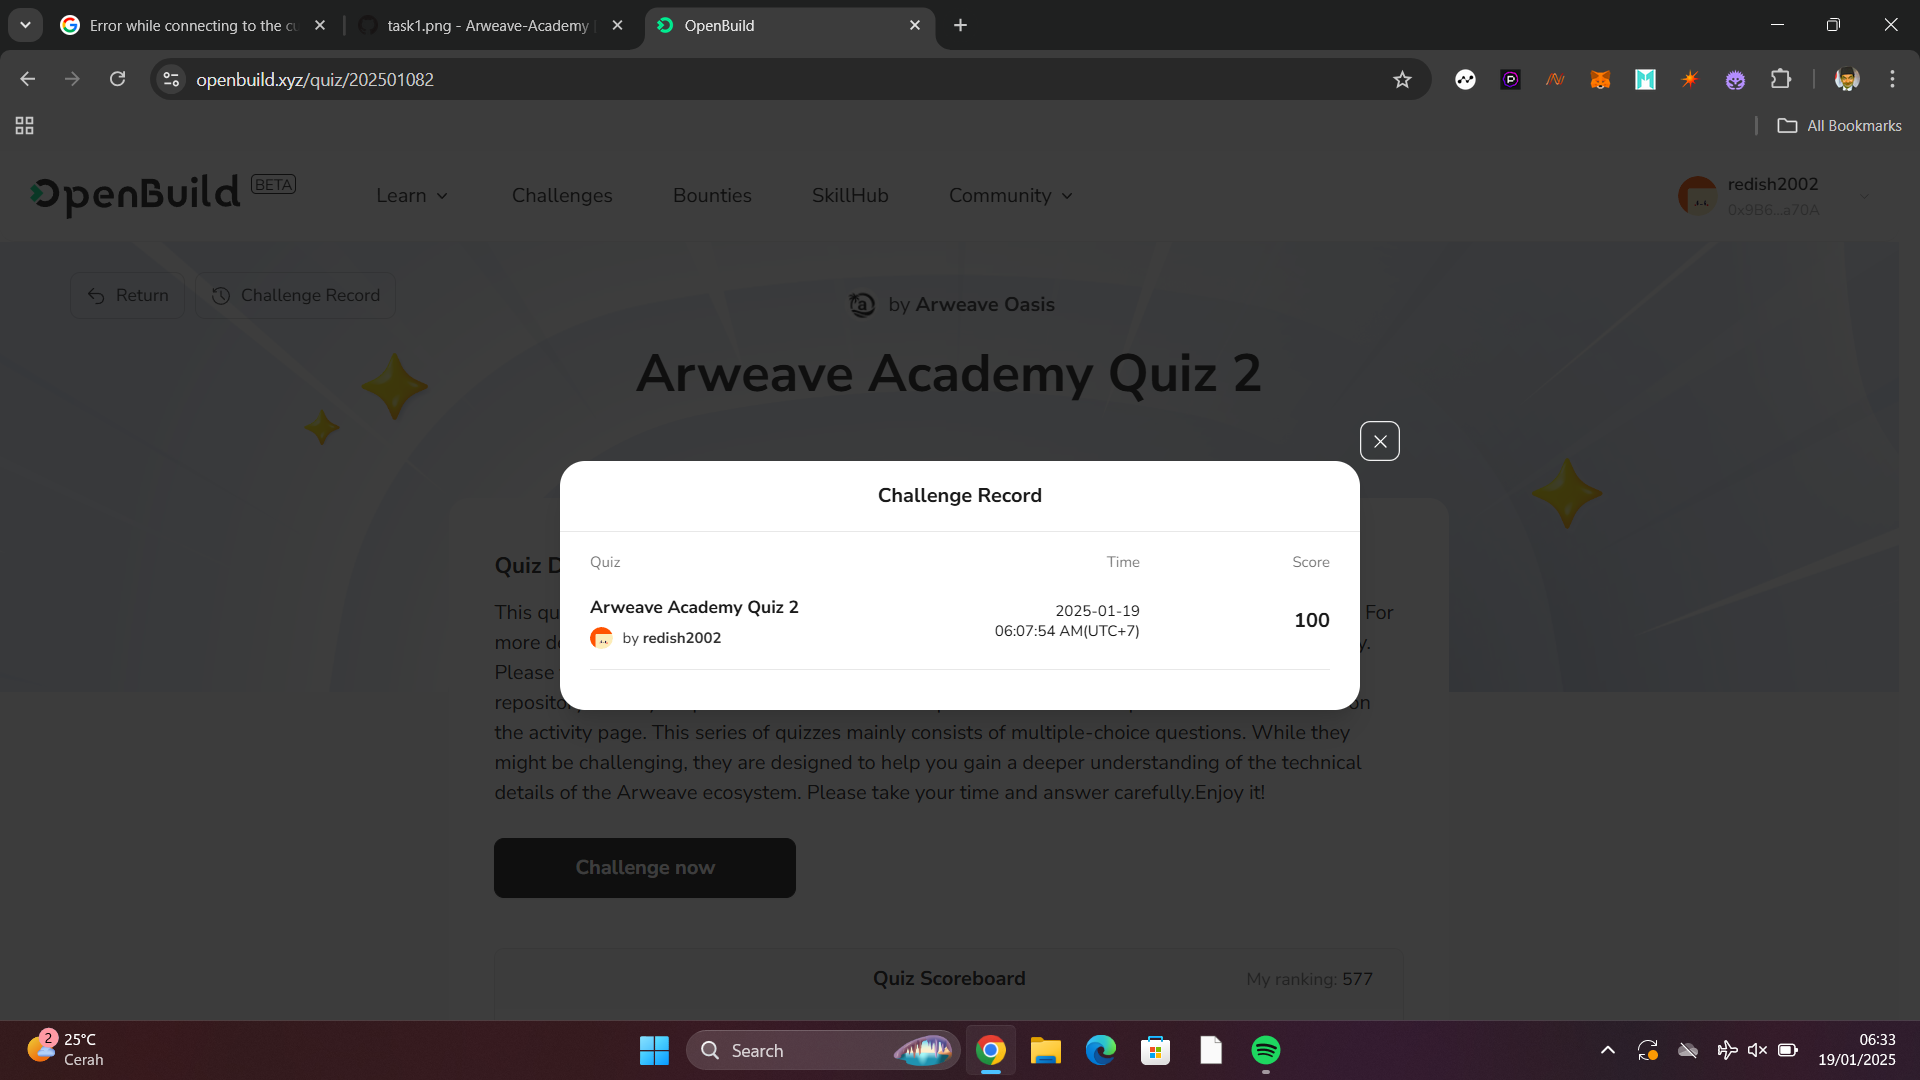 Error while connecting to the cu
task1.png - Arweave-Academy
OpenBuild
openbuild.xyz/quiz/202501082
All Bookmarks
OpenBuild BETA
Learn
Challenges
Bounties
SkillHub
Community
redish2002
0x9B6...a70A
Return
Challenge Record
by Arweave Oasis
Arweave Academy Quiz 2
Challenge Record
Quiz
Time
Score
Arweave Academy Quiz 2
by redish2002
2025-01-19
06:07:54 AM(UTC+7)
100
Quiz D
This qu
For
more d
y.
Please
repository
on
the activity page. This series of quizzes mainly consists of multiple-choice questions. While they
might be challenging, they are designed to help you gain a deeper understanding of the technical
details of the Arweave ecosystem. Please take your time and answer carefully.Enjoy it!
Challenge now
Quiz Scoreboard
My ranking: 577
2
25°C
Cerah
Search
06:33
19/01/2025